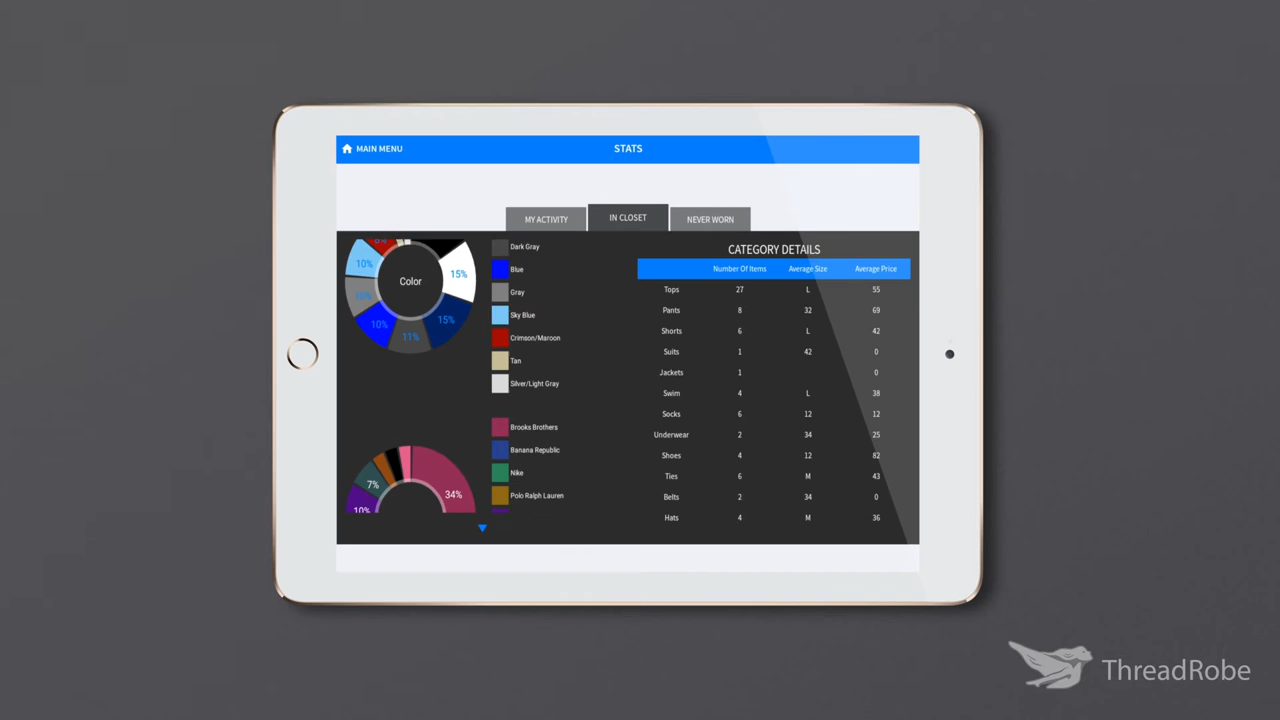 MAIN MENU
STATS
MY ACTIVITY
IN CLOSET
NEVER WORN
Color
15%
15%
11%
10%
10%
10%
Dark Gray
Blue
Gray
Sky Blue
Crimson/Maroon
Tan
Silver/Light Gray
34%
7%
10%
Brooks Brothers
Banana Republic
Nike
Polo Ralph Lauren
CATEGORY DETAILS
Number Of Items Average Size Average Price
Tops 27 L 55
Pants 8 32 69
Shorts 6 L 42
Suits 1 42 0
Jackets 1 0
Swim 4 L 38
Socks 6 12 12
Underwear 2 34 25
Shoes 4 12 82
Ties 6 M 43
Belts 2 34 0
Hats 4 M 36
ThreadRobe